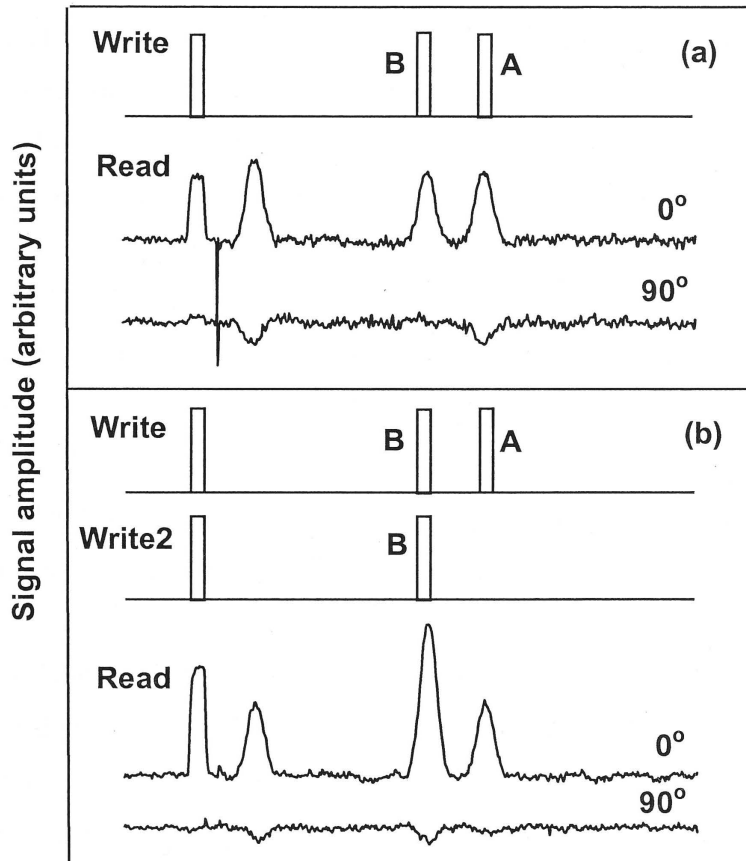 Signal amplitude (arbitrary units)
Write B A (a)
Read 0°
90°
Write B A (b)
Write2 B
Read 0°
90°